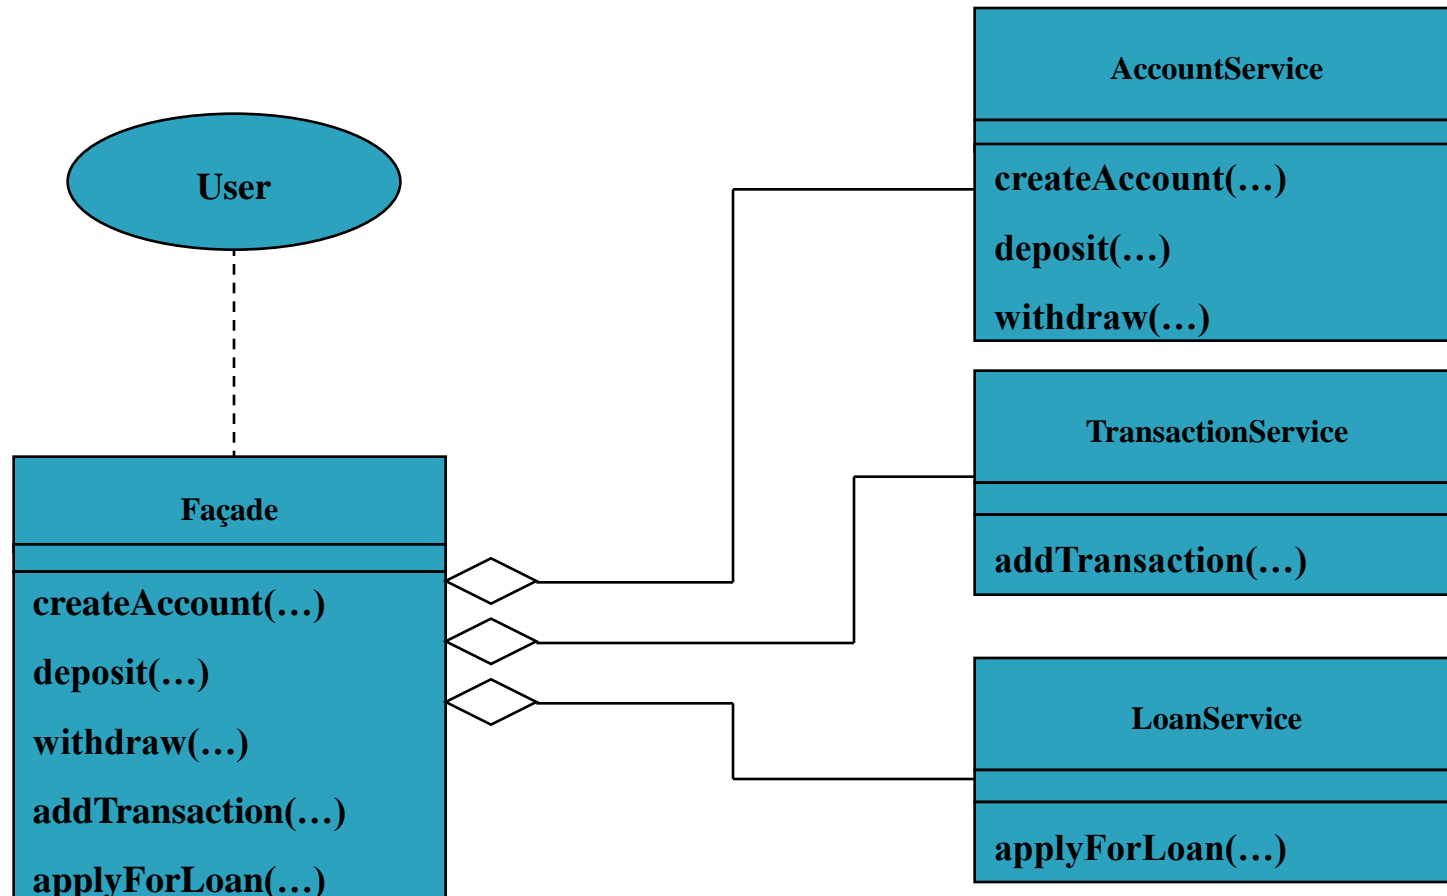 User
Façade
createAccount(…)
deposit(…)
withdraw(…)
addTransaction(…)
applyForLoan(…)
AccountService
createAccount(…)
deposit(…)
withdraw(…)
TransactionService
addTransaction(…)
LoanService
applyForLoan(…)